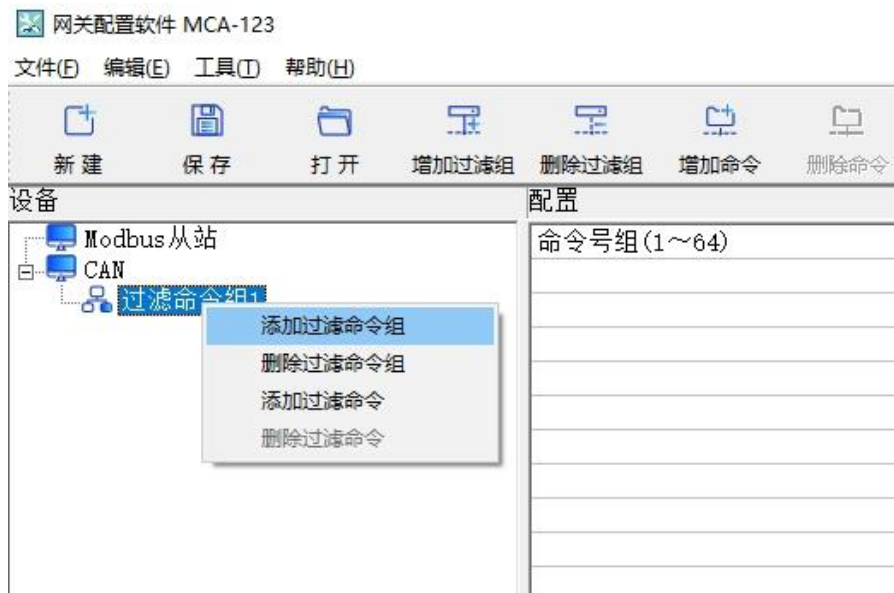 网关配置软件 MCA-123
文件(F) 编辑(E) 工具(T) 帮助(H)
新建 保存 打开 增加过滤组 删除过滤组 增加命令 删除命令
设备 配置
Modbus从站 命令号组(1～64)
CAN
过滤命令组1
添加过滤命令组
删除过滤命令组
添加过滤命令
删除过滤命令